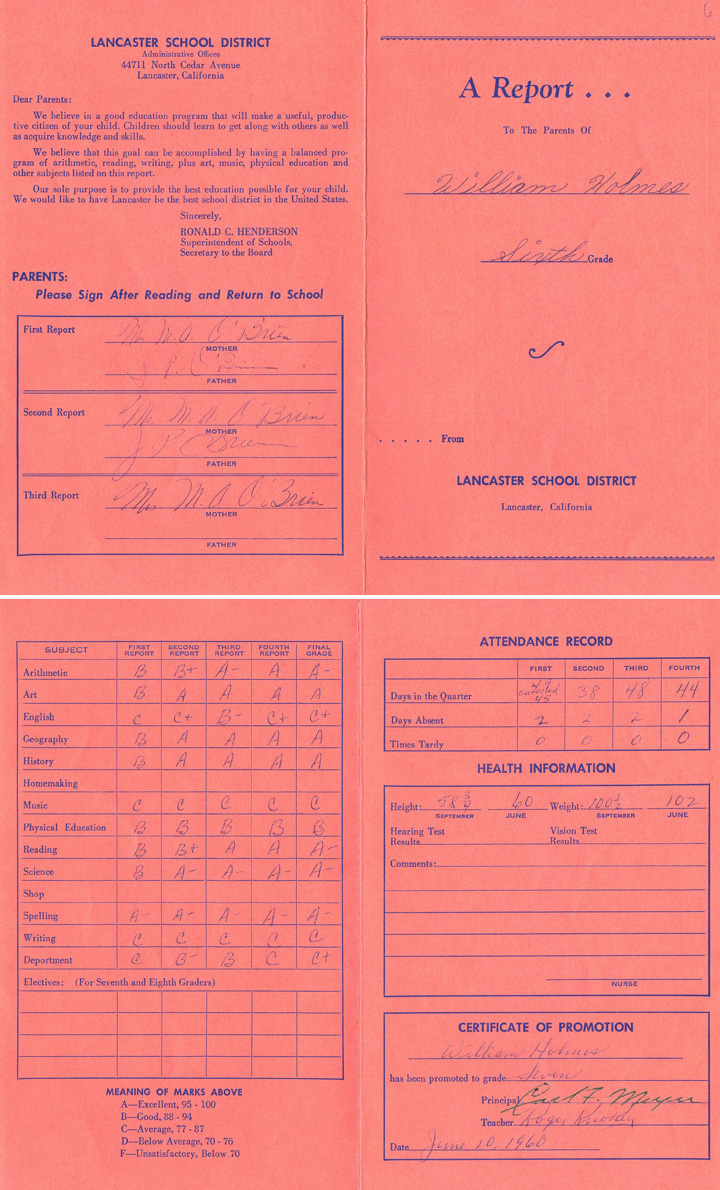 6
LANCASTER SCHOOL DISTRICT
Administrative Offices
44711 North Cedar Avenue
Lancaster, California
Dear Parents:
We believe in a good education program that will make a useful, produc-
tive citizen of your child. Children should learn to get along with others as well
as acquire knowledge and skills.
We believe that this goal can be accomplished by having a balanced pro-
gram of arithmetic, reading, writing, plus art, music, physical education and
other subjects listed on this report.
Our sole purpose is to provide the best education possible for your child.
We would like to have Lancaster be the best school district in the United States.
Sincerely,
RONALD C. HENDERSON
Superintendent of Schools,
Secretary to the Board
PARENTS:
Please Sign After Reading and Return to School
First Report Mrs M. A. O'Brien
MOTHER
J. P. O'Brien
FATHER
Second Report Mrs M. A. O'Brien
MOTHER
J. P. O'Brien
FATHER
Third Report Mrs. M. A. O'Brien
MOTHER
FATHER
A Report . . .
To The Parents Of
William Holmes
Sixth Grade
. . . . . From
LANCASTER SCHOOL DISTRICT
Lancaster, California
SUBJECT FIRST REPORT SECOND REPORT THIRD REPORT FOURTH REPORT FINAL GRADE
Arithmetic B B+ A- A A-
Art B A A A A
English C C+ B- C+ C+
Geography B A A A A
History B A A A A
Homemaking
Music C C C C C
Physical Education B B B B B
Reading B B+ A A A-
Science B A- A- A- A-
Shop
Spelling A- A- A- A- A-
Writing C C C C C
Deportment C B- B C C+
Electives: (For Seventh and Eighth Graders)
MEANING OF MARKS ABOVE
A—Excellent, 95 - 100
B—Good, 88 - 94
C—Average, 77 - 87
D—Below Average, 70 - 76
F—Unsatisfactory, Below 70
ATTENDANCE RECORD
FIRST SECOND THIRD FOURTH
Days in the Quarter 45 38 48 44
Days Absent 2 2 2 1
Times Tardy 0 0 0 0
HEALTH INFORMATION
Height: 58 3/4 60 Weight: 100 1/2 102
SEPTEMBER JUNE SEPTEMBER JUNE
Hearing Test Vision Test
Results Results
Comments:
NURSE
CERTIFICATE OF PROMOTION
William Holmes
has been promoted to grade Seven
Principal Carl F. Meyer
Teacher Roger
Date June 10, 1960